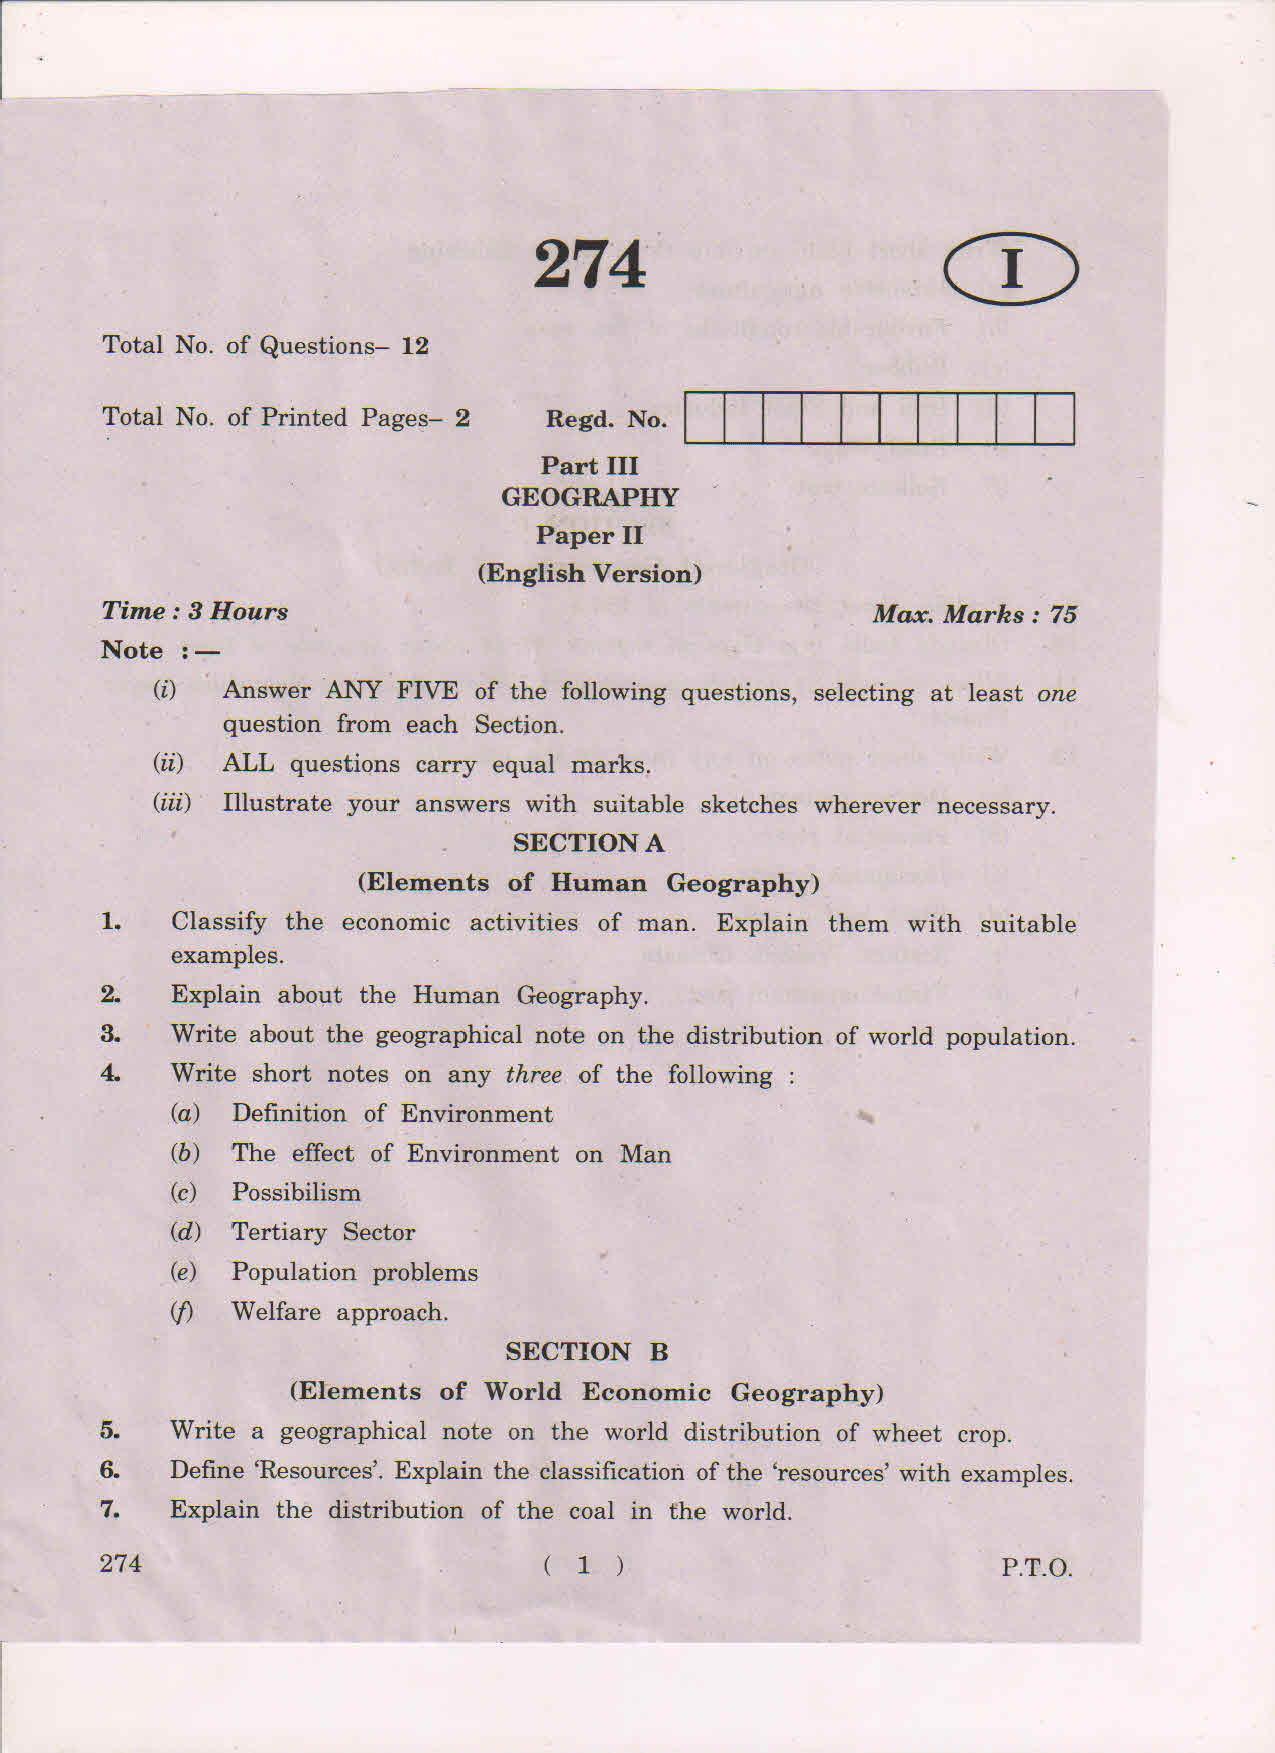 274
I
Total No. of Questions– 12
Total No. of Printed Pages– 2 Regd. No.
Part III
GEOGRAPHY
Paper II
(English Version)
Time : 3 Hours Max. Marks : 75
Note :—
(i) Answer ANY FIVE of the following questions, selecting at least one
question from each Section.
(ii) ALL questions carry equal marks.
(iii) Illustrate your answers with suitable sketches wherever necessary.
SECTION A
(Elements of Human Geography)
1. Classify the economic activities of man. Explain them with suitable
examples.
2. Explain about the Human Geography.
3. Write about the geographical note on the distribution of world population.
4. Write short notes on any three of the following :
(a) Definition of Environment
(b) The effect of Environment on Man
(c) Possibilism
(d) Tertiary Sector
(e) Population problems
(f) Welfare approach.
SECTION B
(Elements of World Economic Geography)
5. Write a geographical note on the world distribution of wheet crop.
6. Define ‘Resources’. Explain the classification of the ‘resources’ with examples.
7. Explain the distribution of the coal in the world.
274 ( 1 ) P.T.O.